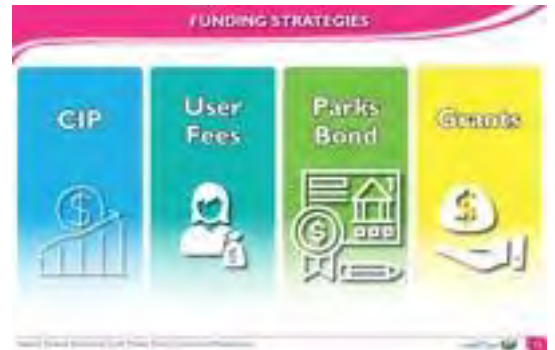 FUNDING STRATEGIES
CIP
User
Fees
Parks
Bond
Grants
$
$
$
$